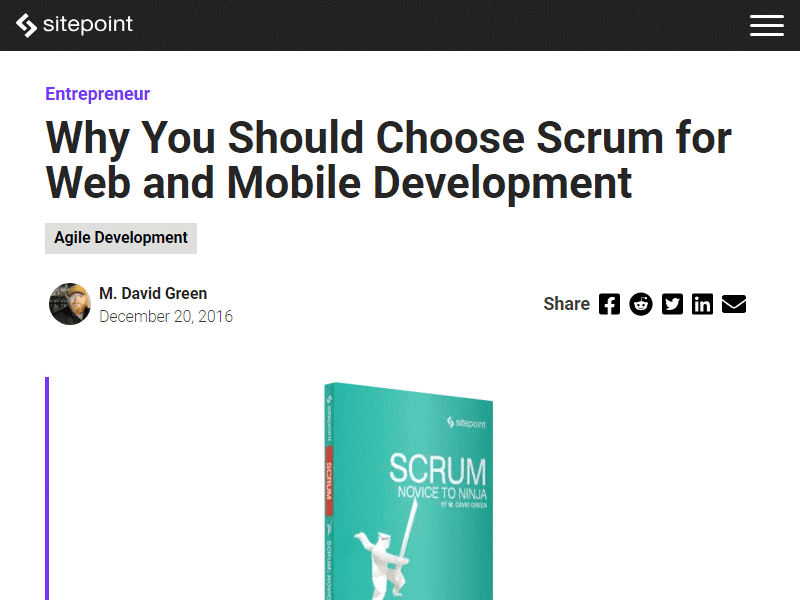 sitepoint
Entrepreneur
Why You Should Choose Scrum for
Web and Mobile Development
Agile Development
M. David Green
December 20, 2016
Share
sitepoint
SCRUM
NOVICE TO NINJA
BY M. DAVID GREEN
sitepoint
SCRUM
SCRUM: NOVIC